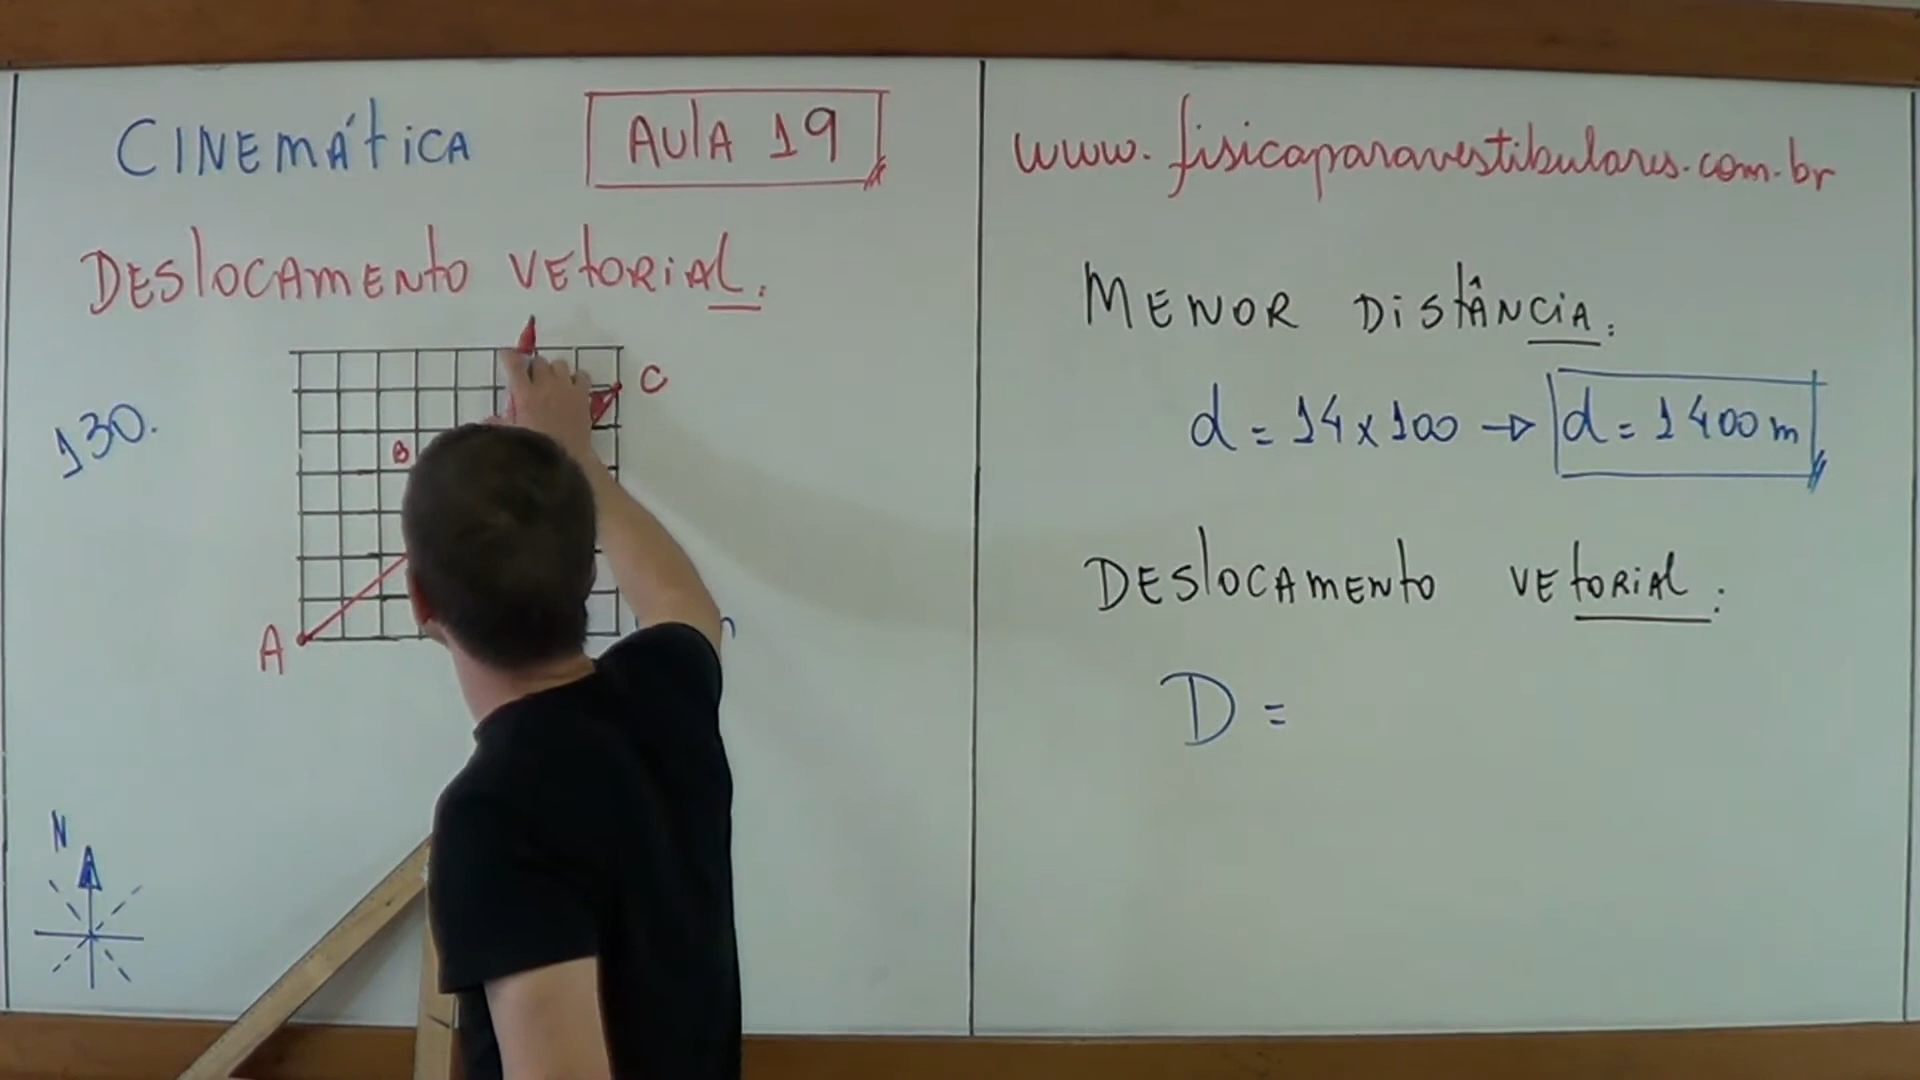 CINEMÁTICA
AULA 19
DESLOCAMENTO VETORIAL.
130.
C
B
A
N
www.fisicaparavestibulares.com.br
MENOR DISTÂNCIA:
d = 14 x 100 → d = 1400 m
DESLOCAMENTO VETORIAL:
D =